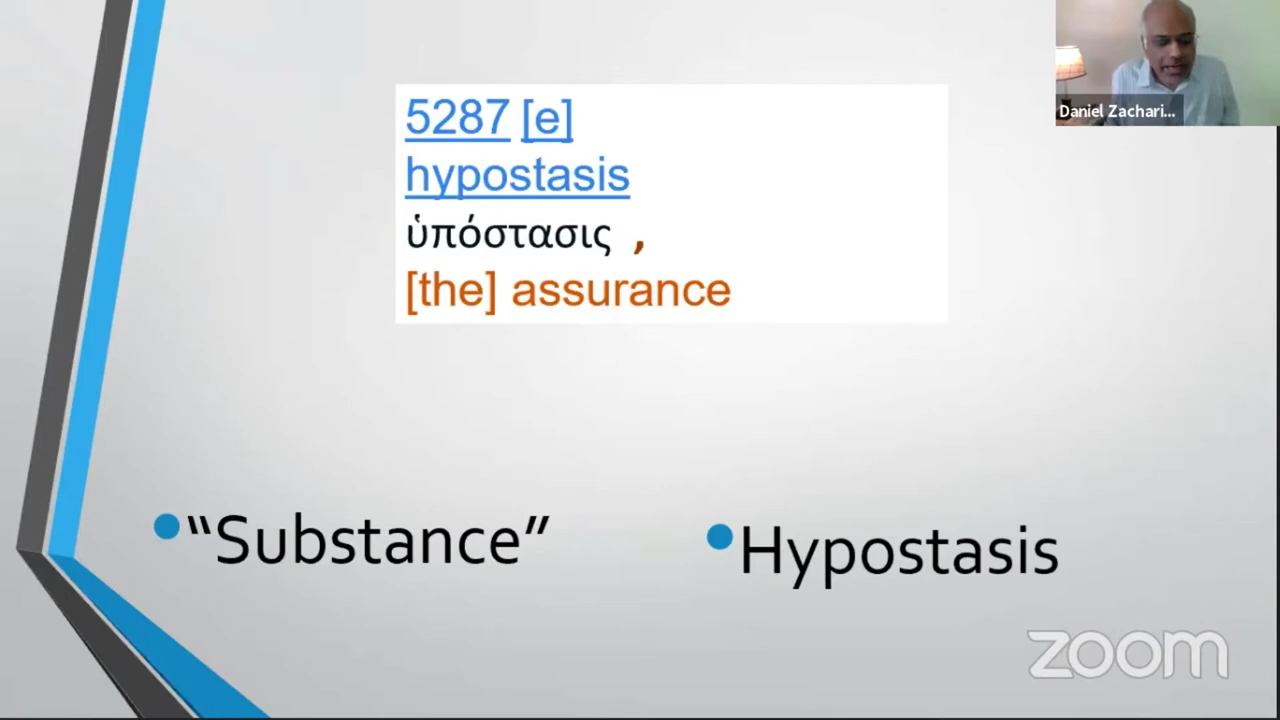 5287 [e]
hypostasis
ὑπόστασις ,
[the] assurance
Daniel Zachari...
•“Substance”
•Hypostasis
zoom